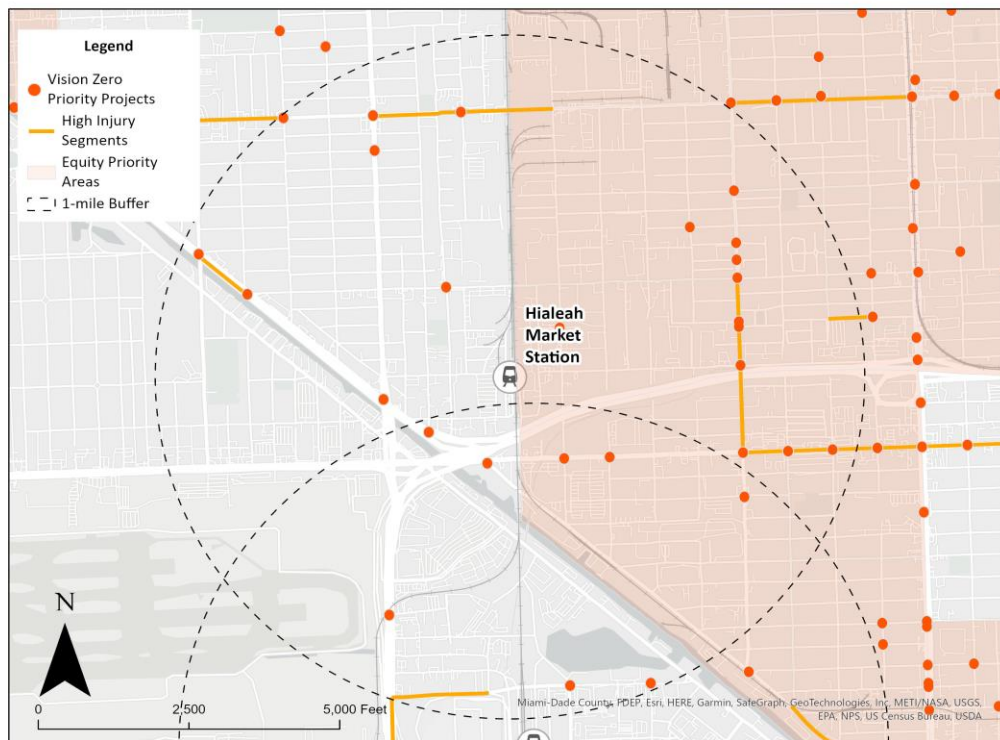 Legend
Vision Zero
Priority Projects
High Injury
Segments
Equity Priority
Areas
1-mile Buffer
Hialeah
Market
Station
N
0
2,500
5,000 Feet
Miami-Dade County, FDEP, Esri, HERE, Garmin, SafeGraph, GeoTechnologies, Inc, METI/NASA, USGS,
EPA, NPS, US Census Bureau, USDA